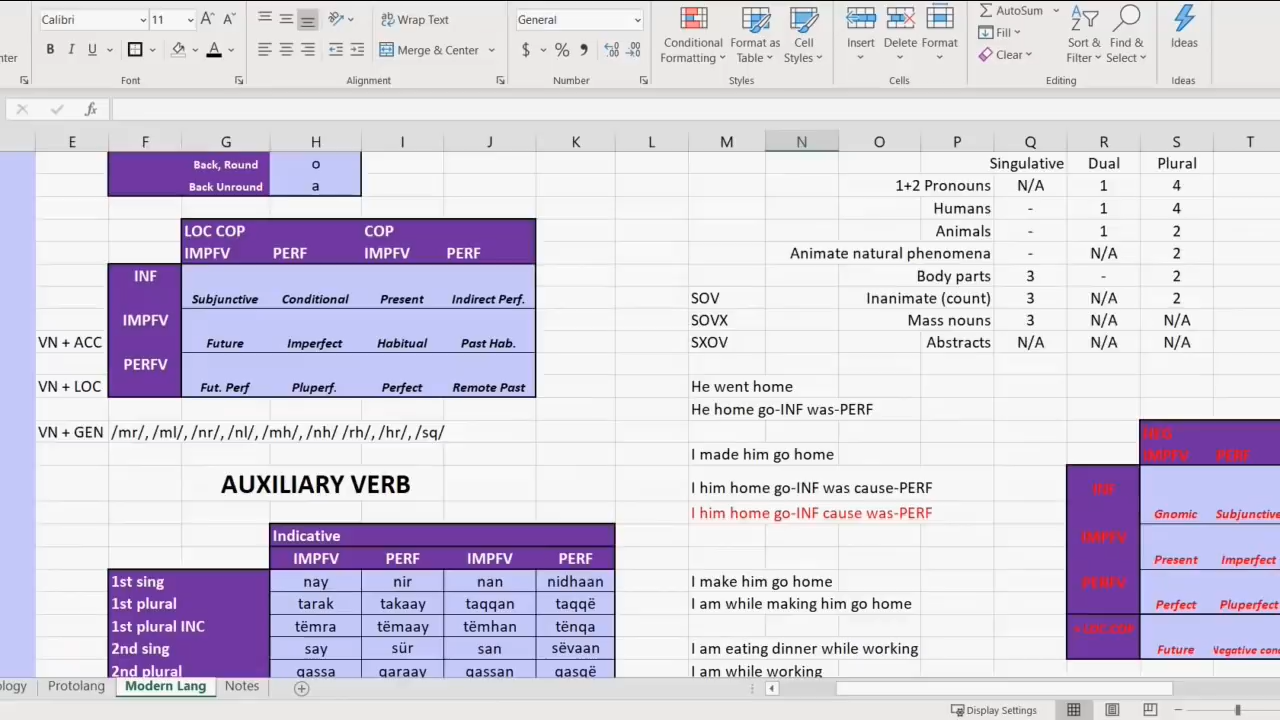 Calibri 11 Wrap Text General AutoSum
Fill
B I U Merge & Center $ % Conditional Formatting Format as Table Cell Styles Insert Delete Format Clear Sort & Filter Find & Select Ideas
Font Alignment Number Styles Cells Editing Ideas
fx
E F G H I J K L M N O P Q R S T
Back, Round o Singulative Dual Plural
Back Unround a 1+2 Pronouns N/A 1 4
Humans - 1 4
LOC COP COP Animals - 1 2
IMPFV PERF IMPFV PERF Animate natural phenomena - N/A 2
INF Body parts 3 - 2
Subjunctive Conditional Present Indirect Perf. SOV Inanimate (count) 3 N/A 2
IMPFV SOVX Mass nouns 3 N/A N/A
VN + ACC Future Imperfect Habitual Past Hab. SXOV Abstracts N/A N/A N/A
PERFV
VN + LOC Fut. Perf Pluperf. Perfect Remote Past He went home
He home go-INF was-PERF
VN + GEN /mr/, /ml/, /nr/, /nl/, /mh/, /nh/ /rh/, /hr/, /sq/ NEG
I made him go home IMPFV PERF
AUXILIARY VERB I him home go-INF was cause-PERF INF
I him home go-INF cause was-PERF Gnomic Subjunctive
Indicative IMPFV
IMPFV PERF IMPFV PERF Present Imperfect
1st sing nay nir nan nidhaan I make him go home PERFV
1st plural tarak takaay taqqan taqqë I am while making him go home Perfect Pluperfect
1st plural INC tëmra tëmaay tëmhan tënqa + LOC.COP
2nd sing say sür san sëvaan I am eating dinner while working Future Negative con
2nd plural qassa qaraay qassan qasqë I am while working
ology Protolang Modern Lang Notes
Display Settings